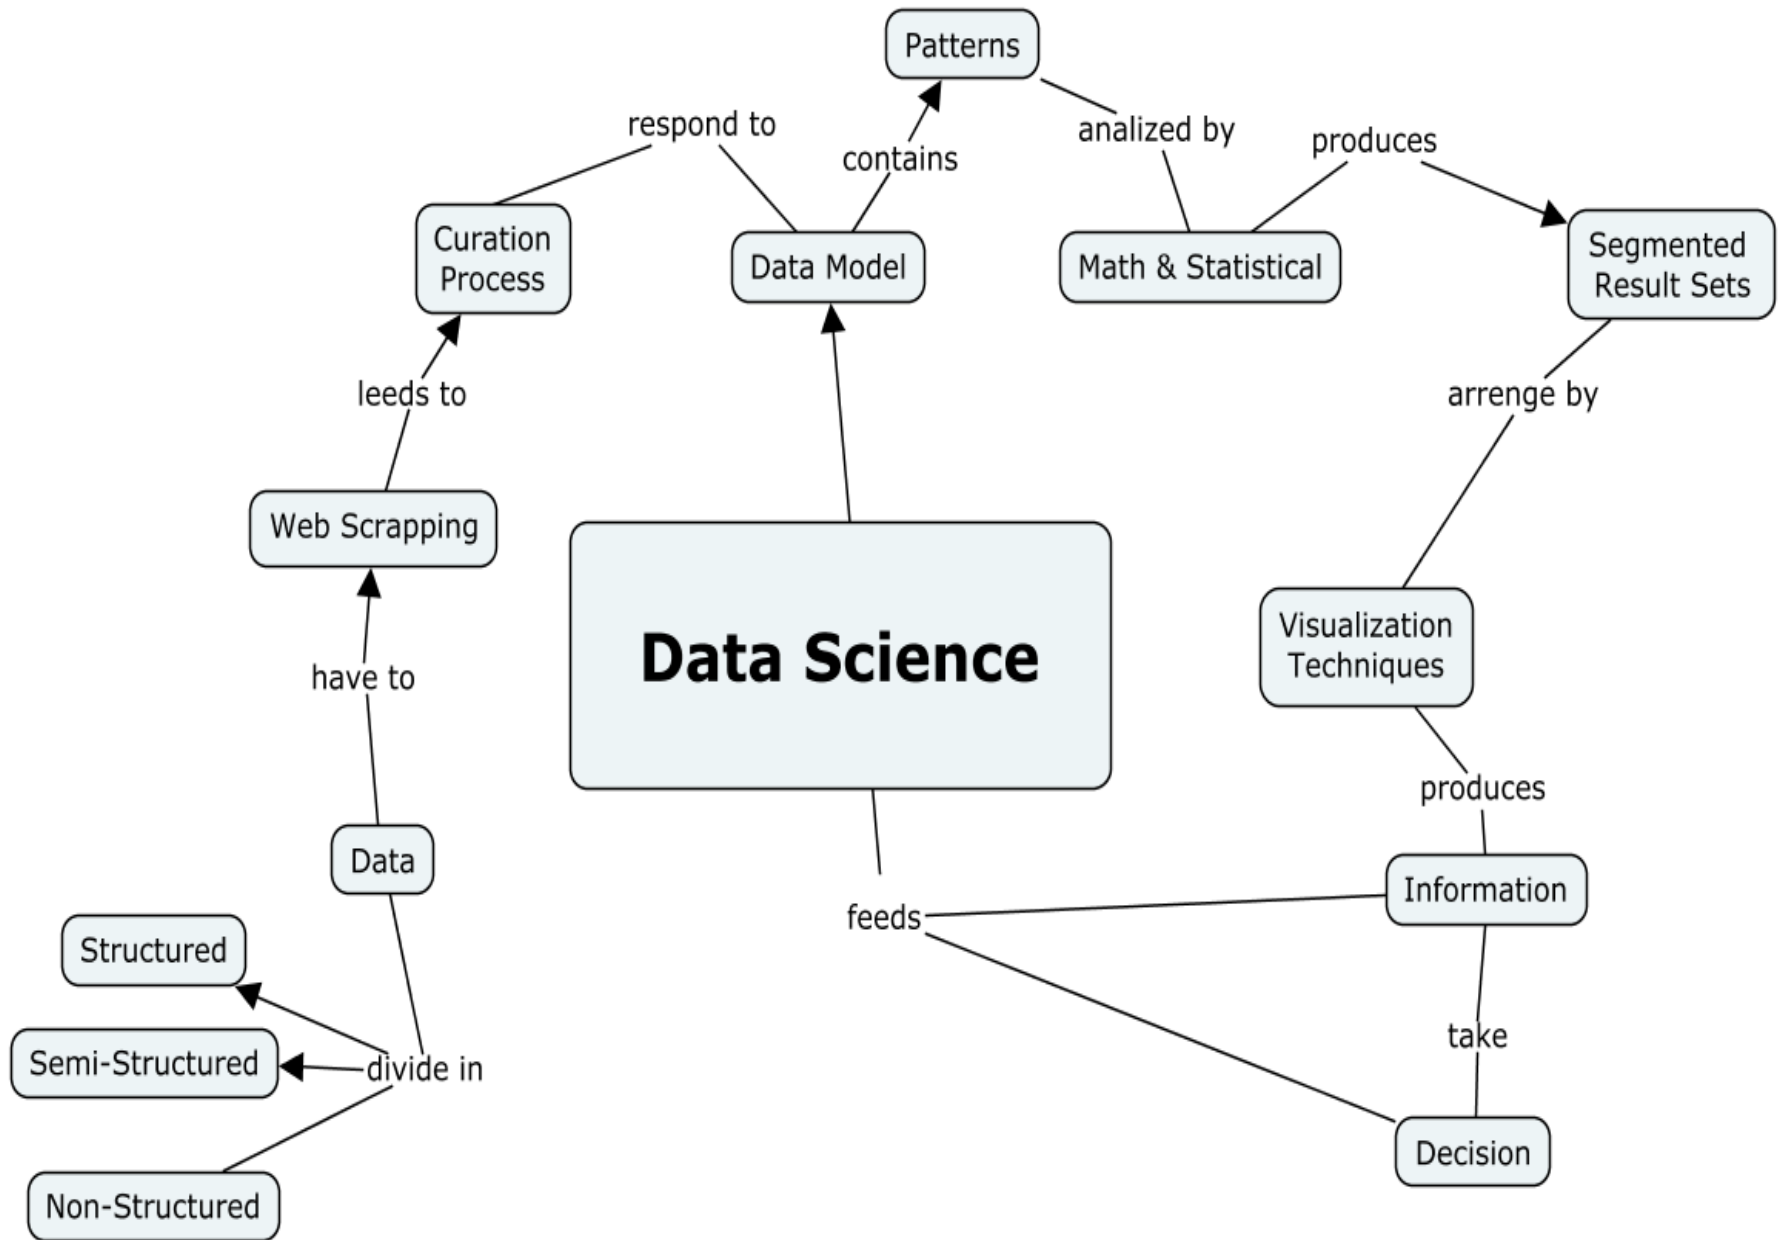 Patterns
respond to
analized by
produces
contains
Curation
Process
Data Model
Math & Statistical
Segmented
Result Sets
leeds to
arrenge by
Web Scrapping
Data Science
Visualization
Techniques
have to
produces
Data
Information
feeds
Structured
take
Semi-Structured
divide in
Decision
Non-Structured